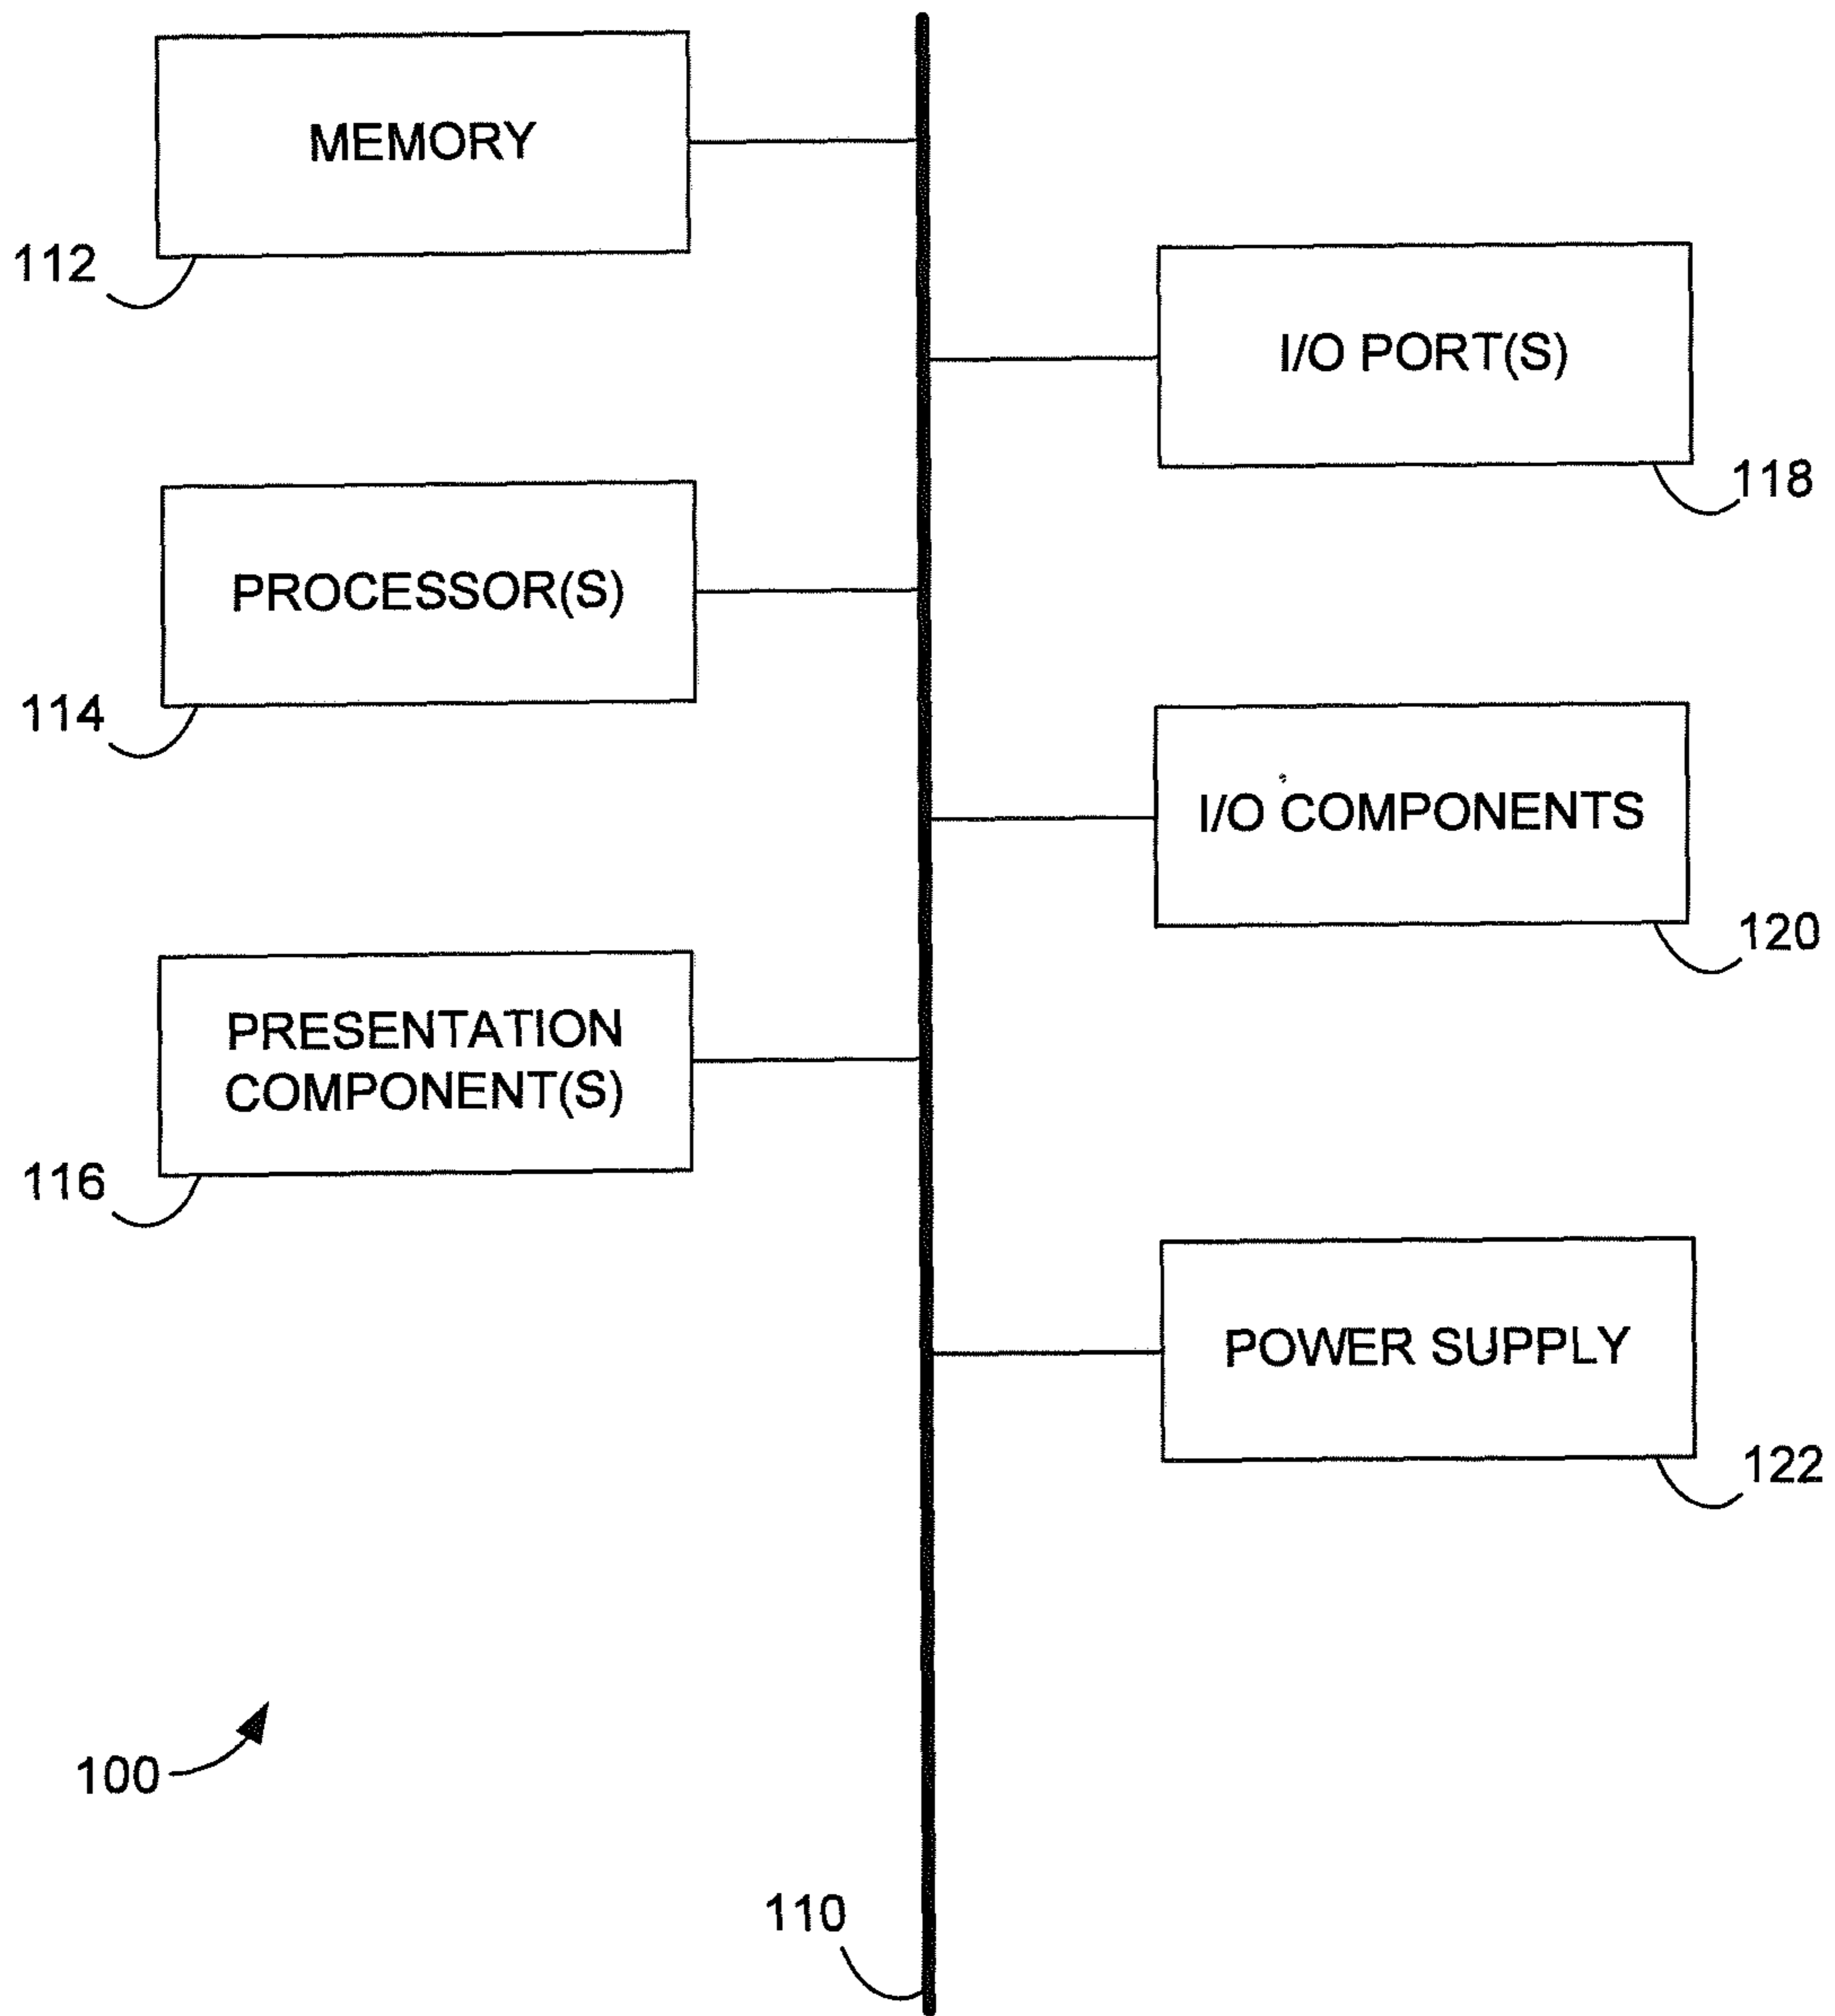 MEMORY
112
I/O PORT(S)
118
PROCESSOR(S)
114
I/O COMPONENTS
120
PRESENTATION
COMPONENT(S)
116
POWER SUPPLY
122
100
110